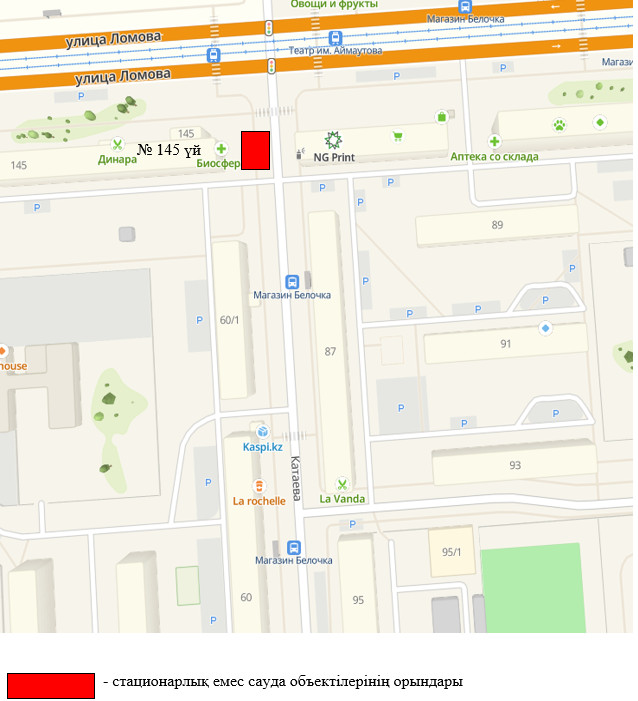 Овощи и фрукты
Магазин Белочка
улица Ломова
Театр им. Аймаутова
улица Ломова
Магази
P
P
P
145
№ 145 үй
145
Динара
Биосфер
NG Print
Аптека со склада
P
P
P
P
89
P
P
Магазин Белочка
P
P
P
P
60/1
87
91
house
P
P
P
Kaspi.kz
93
Катаева
P
La rochelle
La Vanda
P
Магазин Белочка
95/1
60
95
P
- стационарлық емес сауда объектілерінің орындары